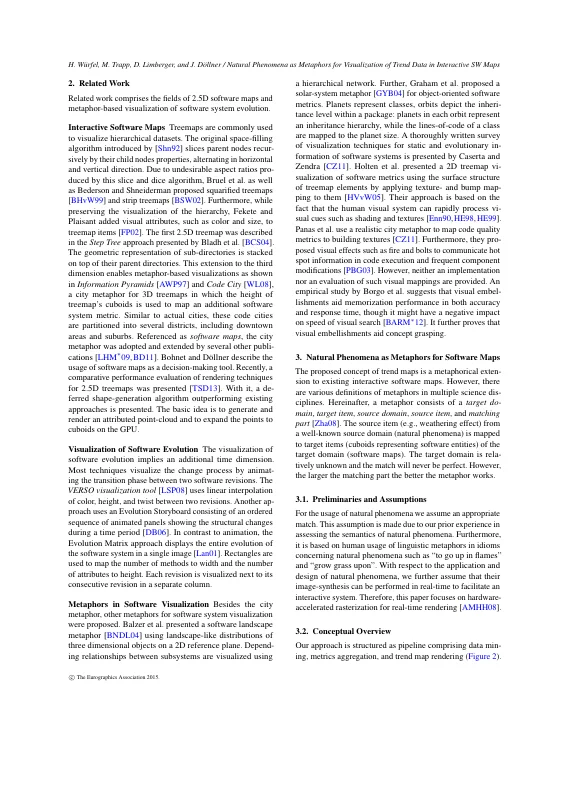 H. Würfel, M. Trapp, D. Limberger, and J. Döllner / Natural Phenomena as Metaphors for Visualization of Trend Data in Interactive SW Maps
2. Related Work
Related work comprises the fields of 2.5D software maps and
metaphor-based visualization of software system evolution.
Interactive Software Maps Treemaps are commonly used
to visualize hierarchical datasets. The original space-filling
algorithm introduced by [Shn92] slices parent nodes recur-
sively by their child nodes properties, alternating in horizontal
and vertical direction. Due to undesirable aspect ratios pro-
duced by this slice and dice algorithm, Bruel et al. as well
as Bederson and Shneiderman proposed squarified treemaps
[BHvW99] and strip treemaps [BSW02]. Furthermore, while
preserving the visualization of the hierarchy, Fekete and
Plaisant added visual attributes, such as color and size, to
treemap items [FP02]. The first 2.5D treemap was described
in the Step Tree approach presented by Bladh et al. [BCS04].
The geometric representation of sub-directories is stacked
on top of their parent directories. This extension to the third
dimension enables metaphor-based visualizations as shown
in Information Pyramids [AWP97] and Code City [WL08],
a city metaphor for 3D treemaps in which the height of
treemap's cuboids is used to map an additional software
system metric. Similar to actual cities, these code cities
are partitioned into several districts, including downtown
areas and suburbs. Referenced as software maps, the city
metaphor was adopted and extended by several other publi-
cations [LHM*09, BD11]. Bohnet and Döllner describe the
usage of software maps as a decision-making tool. Recently, a
comparative performance evaluation of rendering techniques
for 2.5D treemaps was presented [TSD13]. With it, a de-
ferred shape-generation algorithm outperforming existing
approaches is presented. The basic idea is to generate and
render an attributed point-cloud and to expand the points to
cuboids on the GPU.
Visualization of Software Evolution The visualization of
software evolution implies an additional time dimension.
Most techniques visualize the change process by animat-
ing the transition phase between two software revisions. The
VERSO visualization tool [LSP08] uses linear interpolation
of color, height, and twist between two revisions. Another ap-
proach uses an Evolution Storyboard consisting of an ordered
sequence of animated panels showing the structural changes
during a time period [DB06]. In contrast to animation, the
Evolution Matrix approach displays the entire evolution of
the software system in a single image [Lan01]. Rectangles are
used to map the number of methods to width and the number
of attributes to height. Each revision is visualized next to its
consecutive revision in a separate column.
Metaphors in Software Visualization Besides the city
metaphor, other metaphors for software system visualization
were proposed. Balzer et al. presented a software landscape
metaphor [BNDL04] using landscape-like distributions of
three dimensional objects on a 2D reference plane. Depend-
ing relationships between subsystems are visualized using
a hierarchical network. Further, Graham et al. proposed a
solar-system metaphor [GYB04] for object-oriented software
metrics. Planets represent classes, orbits depict the inheri-
tance level within a package: planets in each orbit represent
an inheritance hierarchy, while the lines-of-code of a class
are mapped to the planet size. A thoroughly written survey
of visualization techniques for static and evolutionary in-
formation of software systems is presented by Caserta and
Zendra [CZ11]. Holten et al. presented a 2D treemap vi-
sualization of software metrics by using the surface structure
of treemap elements by applying texture- and bump map-
ping to them [HVvW05]. Their approach is based on the
fact that the human visual system can rapidly process vi-
sual cues such as shading and textures [Enn90, HE98, HE99].
Panas et al. use a realistic city metaphor to map code quality
metrics to building textures [CZ11]. Furthermore, they pro-
posed visual effects such as fire and bolts to communicate hot
spot information in code execution and frequent component
modifications [PBG03]. However, neither an implementation
nor an evaluation of such visual mappings are provided. An
empirical study by Borgo et al. suggests that visual embel-
lishments aid memorization performance in both accuracy
and response time, though it might have a negative impact
on speed of visual search [BARM*12]. It further proves that
visual embellishments aid concept grasping.
3. Natural Phenomena as Metaphors for Software Maps
The proposed concept of trend maps is a metaphorical exten-
sion to existing interactive software maps. However, there
are various definitions of metaphors in multiple science dis-
ciplines. Hereinafter, a metaphor consists of a target do-
main, target item, source domain, source item, and matching
part [Zha08]. The source item (e.g., weathering effect) from
a well-known source domain (natural phenomena) is mapped
to target items (cuboids representing software entities) of the
target domain (software maps). The target domain is rela-
tively unknown and the match will never be perfect. However,
the larger the matching part the better the metaphor works.
3.1. Preliminaries and Assumptions
For the usage of natural phenomena we assume an appropriate
match. This assumption is made due to our prior experience in
assessing the semantics of natural phenomena. Furthermore,
it is based on human usage of linguistic metaphors in idioms
concerning natural phenomena such as "to go up in flames"
and "grow grass upon". With respect to the application and
design of natural phenomena, we further assume that their
image-synthesis can be performed in real-time to facilitate an
interactive system. Therefore, this paper focuses on hardware-
accelerated rasterization for real-time rendering [AMHH08].
3.2. Conceptual Overview
Our approach is structured as pipeline comprising data min-
ing, metrics aggregation, and trend map rendering (Figure 2).
© The Eurographics Association 2015.